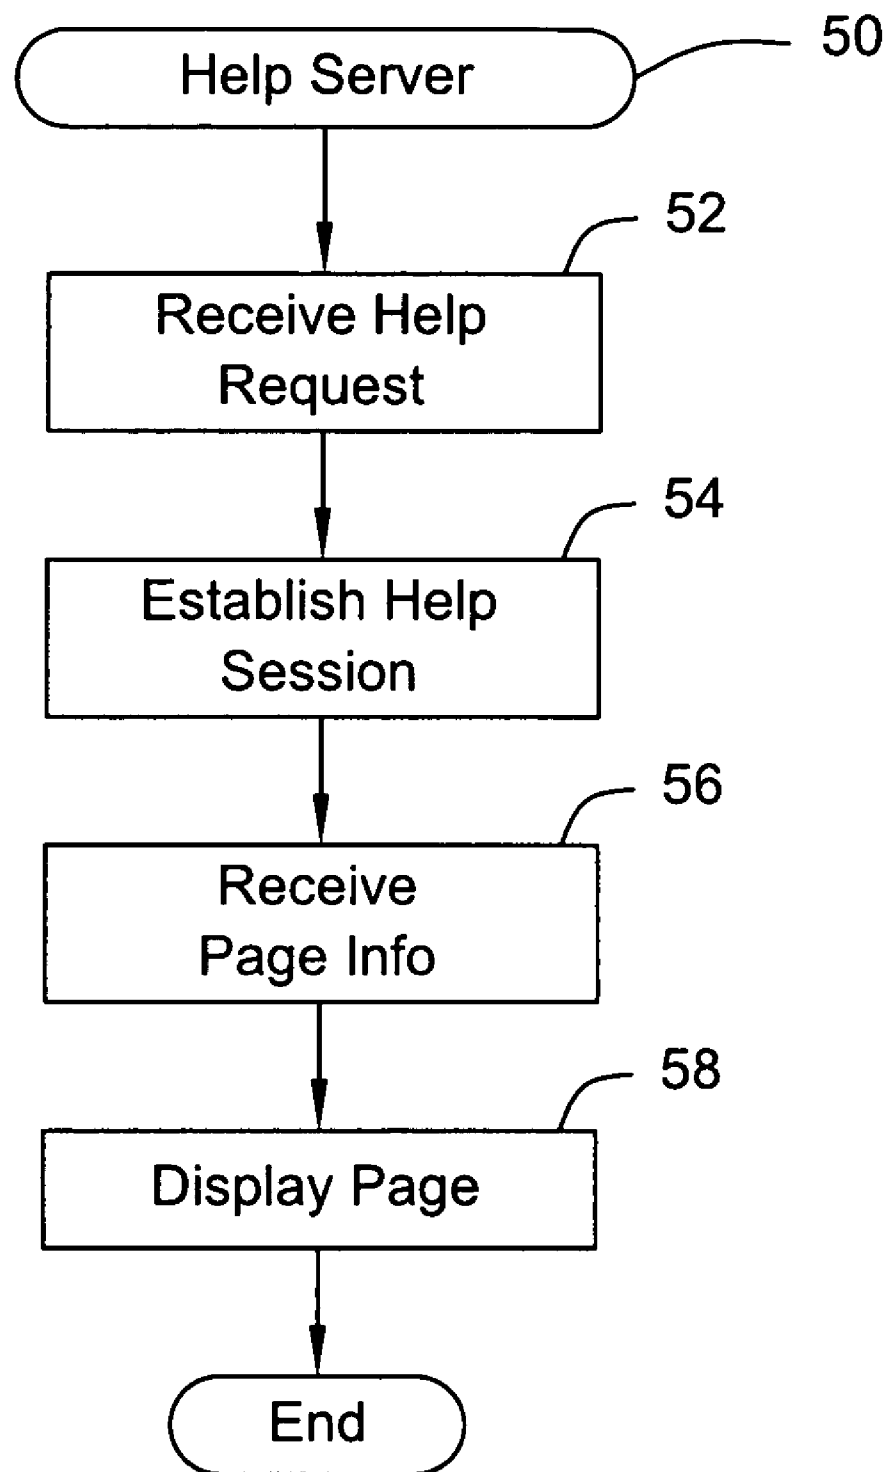 50
Help Server
52
Receive Help
Request
54
Establish Help
Session
56
Receive
Page Info
58
Display Page
End